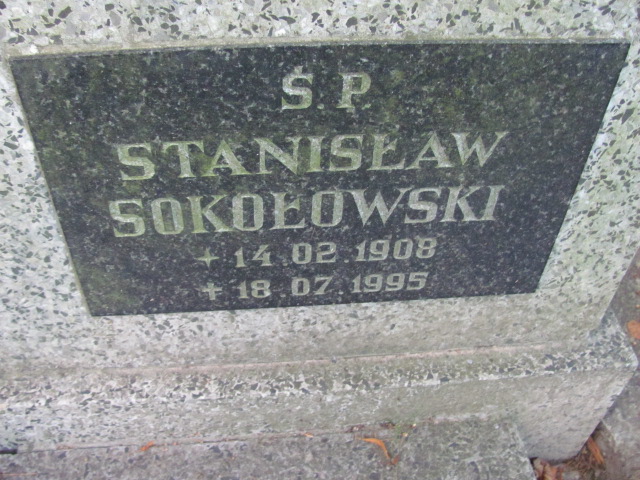 Ś.P.
STANISŁAW
SOKOŁOWSKI
* 14.02.1908
+ 18.07.1995